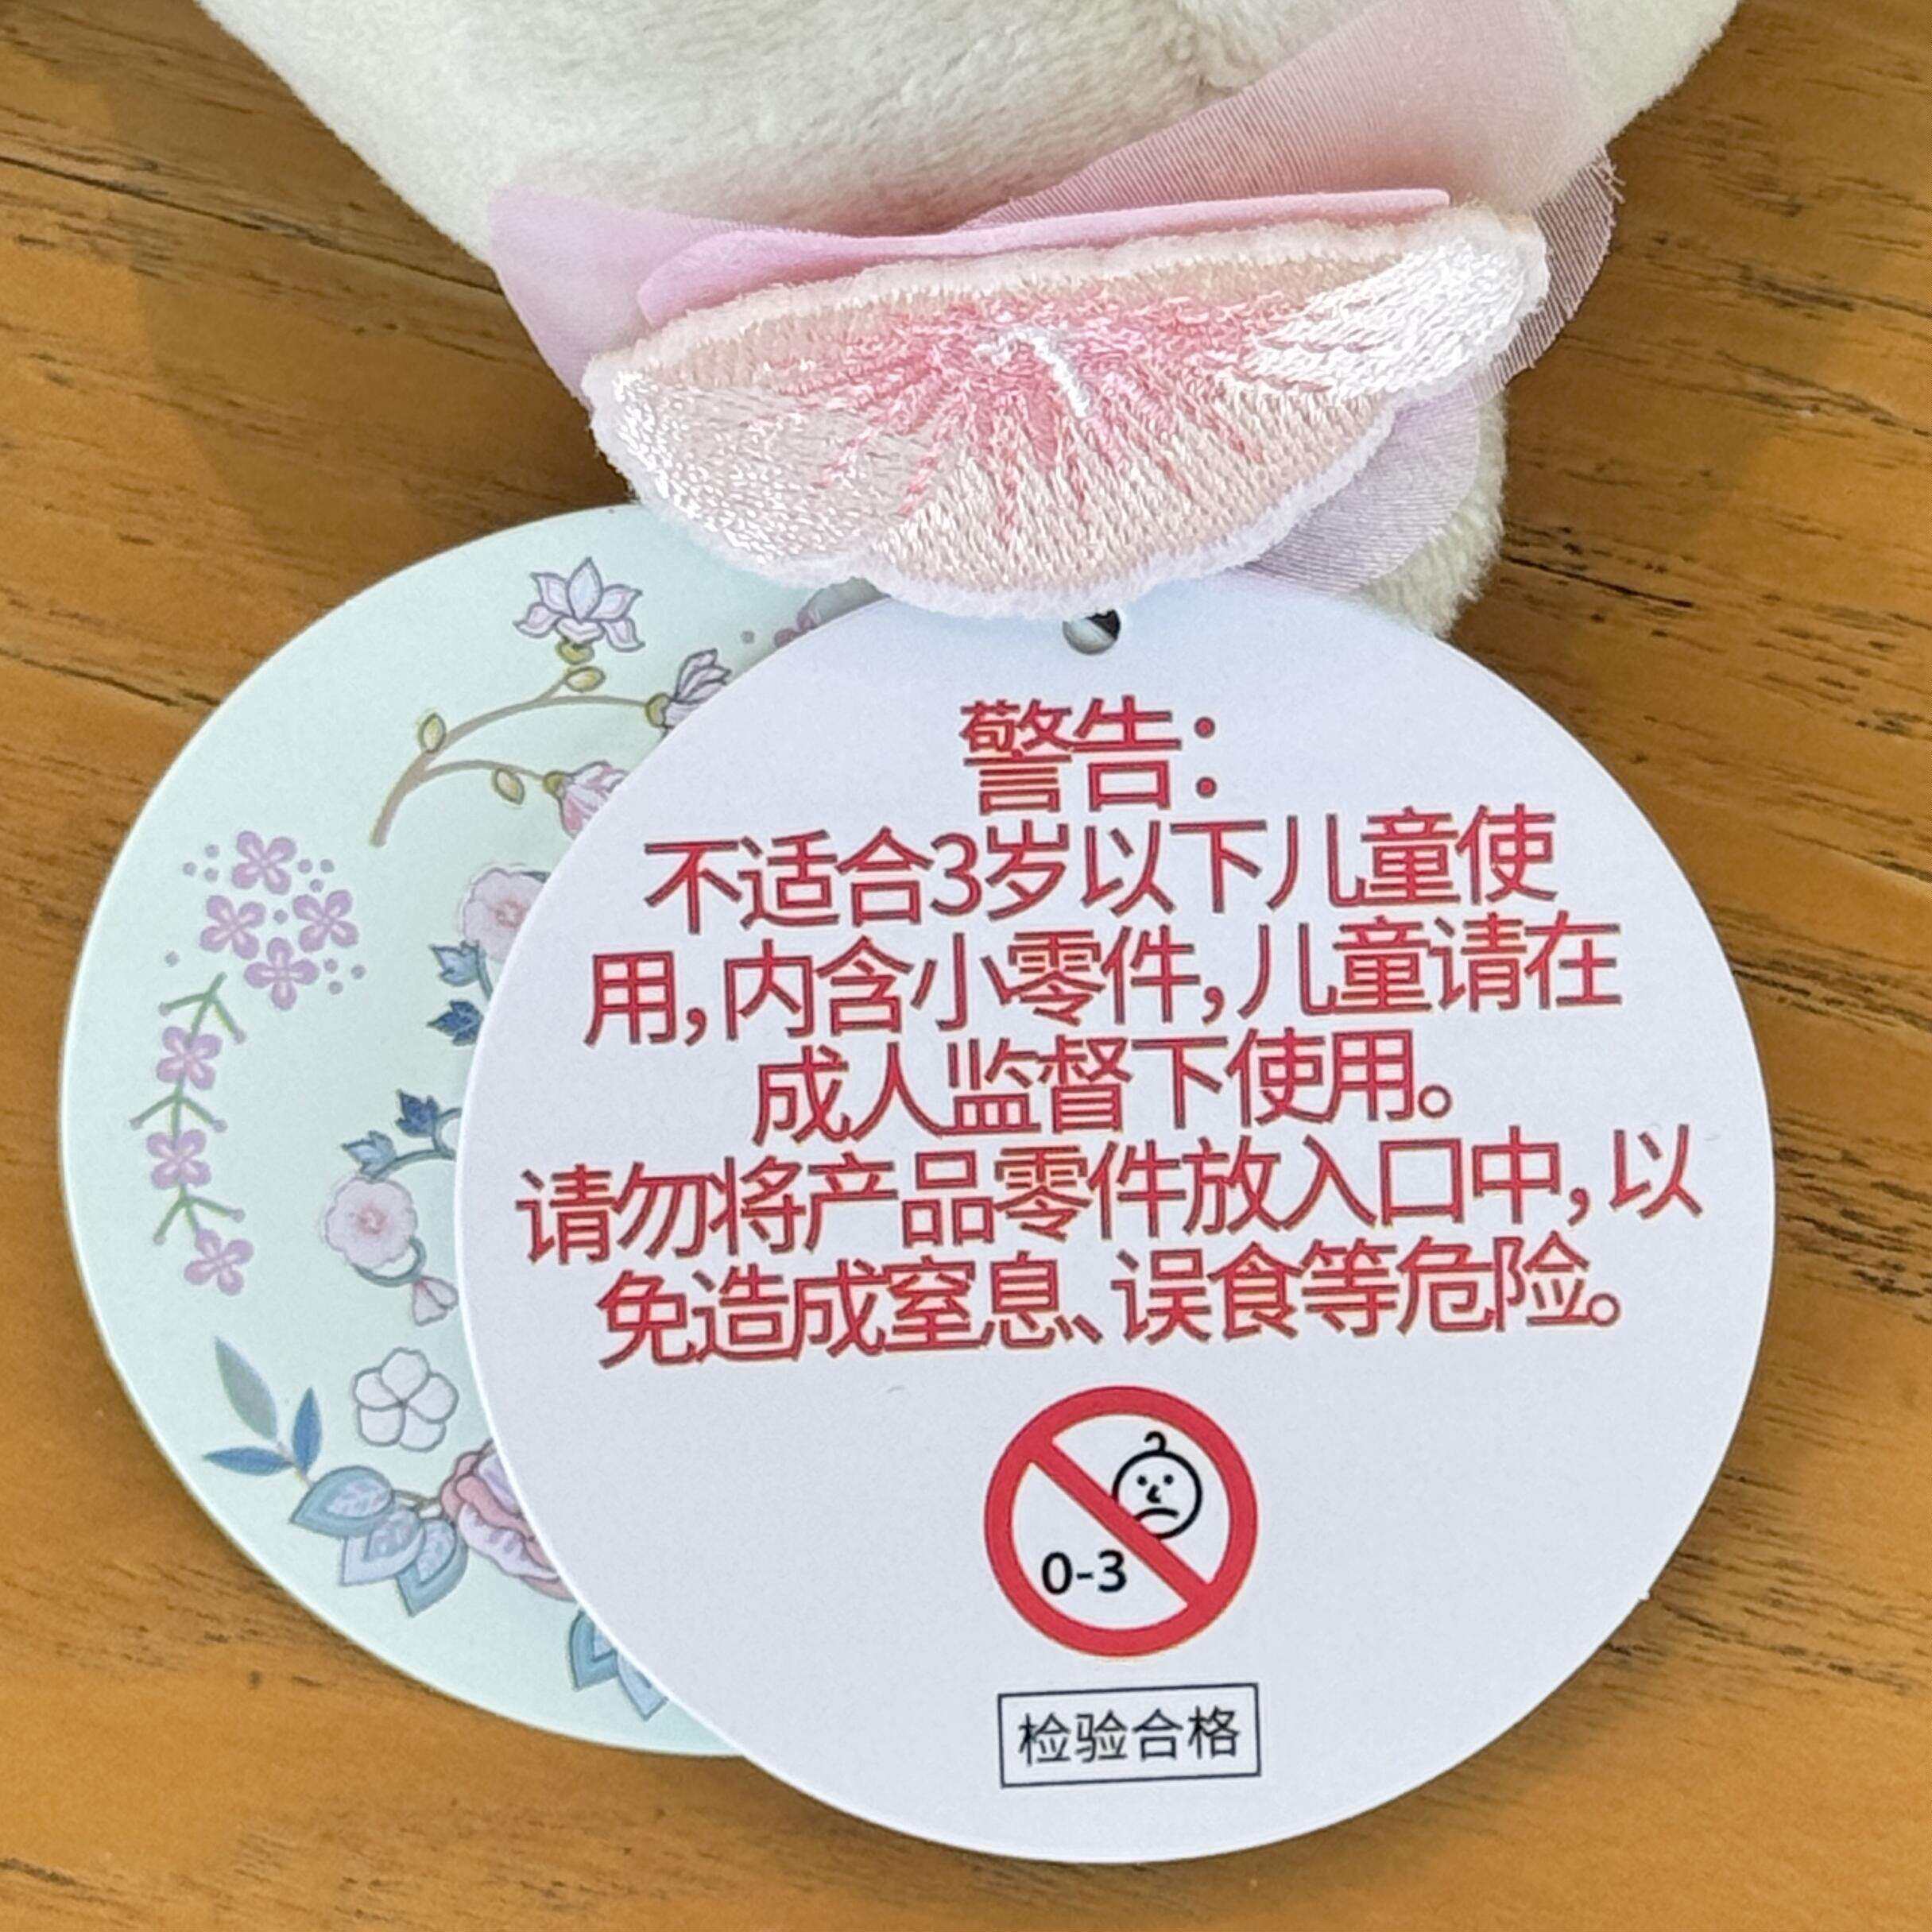 警告：
不适合3岁以下儿童使
用，内含小零件，儿童请在
成人监督下使用。
请勿将产品零件放入口中，以
免造成窒息、误食等危险。
0-3
检验合格